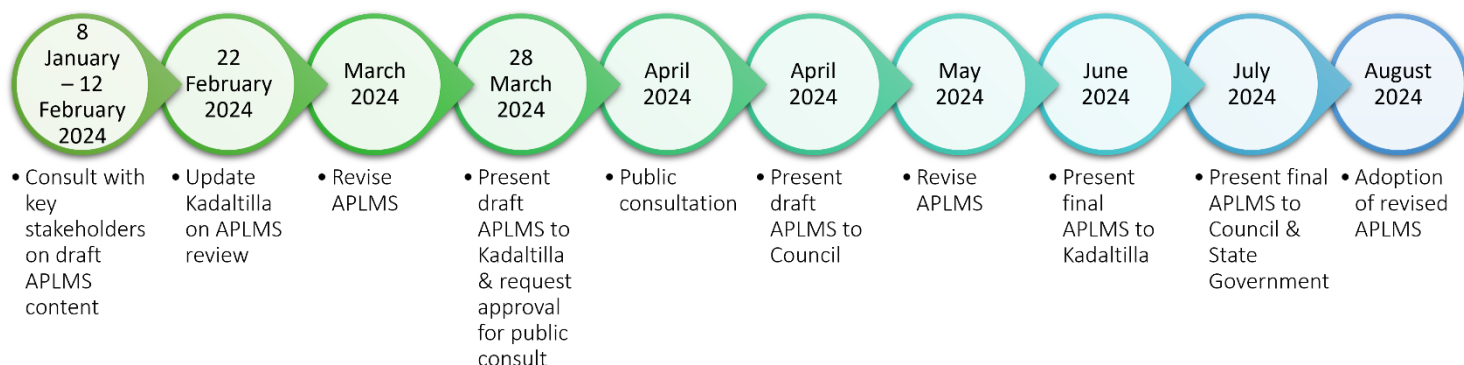 8
January
– 12
February
2024
22
February
2024
March
2024
28
March
2024
April
2024
April
2024
May
2024
June
2024
July
2024
August
2024
• Consult with
key
stakeholders
on draft
APLMS
content
• Update
Kadaltilla
on APLMS
review
• Revise
APLMS
• Present
draft
APLMS to
Kadaltilla
& request
approval
for public
consult
• Public
consultation
• Present
draft
APLMS to
Council
• Revise
APLMS
• Present
final
APLMS to
Kadaltilla
• Present final
APLMS to
Council &
State
Government
• Adoption
of revised
APLMS